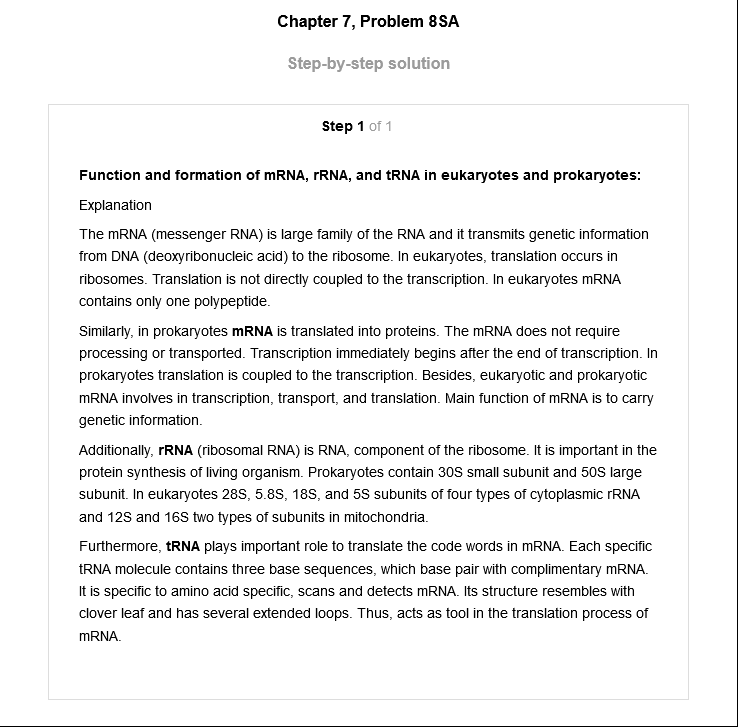 Chapter 7, Problem 8SA
Step-by-step solution
Step 1 of 1
Function and formation of mRNA, rRNA, and tRNA in eukaryotes and prokaryotes:
Explanation
The mRNA (messenger RNA) is large family of the RNA and it transmits genetic information
from DNA (deoxyribonucleic acid) to the ribosome. In eukaryotes, translation occurs in
ribosomes. Translation is not directly coupled to the transcription. In eukaryotes mRNA
contains only one polypeptide.
Similarly, in prokaryotes mRNA is translated into proteins. The mRNA does not require
processing or transported. Transcription immediately begins after the end of transcription. In
prokaryotes translation is coupled to the transcription. Besides, eukaryotic and prokaryotic
mRNA involves in transcription, transport, and translation. Main function of mRNA is to carry
genetic information.
Additionally, rRNA (ribosomal RNA) is RNA, component of the ribosome. It is important in the
protein synthesis of living organism. Prokaryotes contain 30S small subunit and 50S large
subunit. In eukaryotes 28S, 5.8S, 18S, and 5S subunits of four types of cytoplasmic rRNA
and 12S and 16S two types of subunits in mitochondria.
Furthermore, tRNA plays important role to translate the code words in mRNA. Each specific
tRNA molecule contains three base sequences, which base pair with complimentary mRNA.
It is specific to amino acid specific, scans and detects mRNA. Its structure resembles with
clover leaf and has several extended loops. Thus, acts as tool in the translation process of
mRNA.